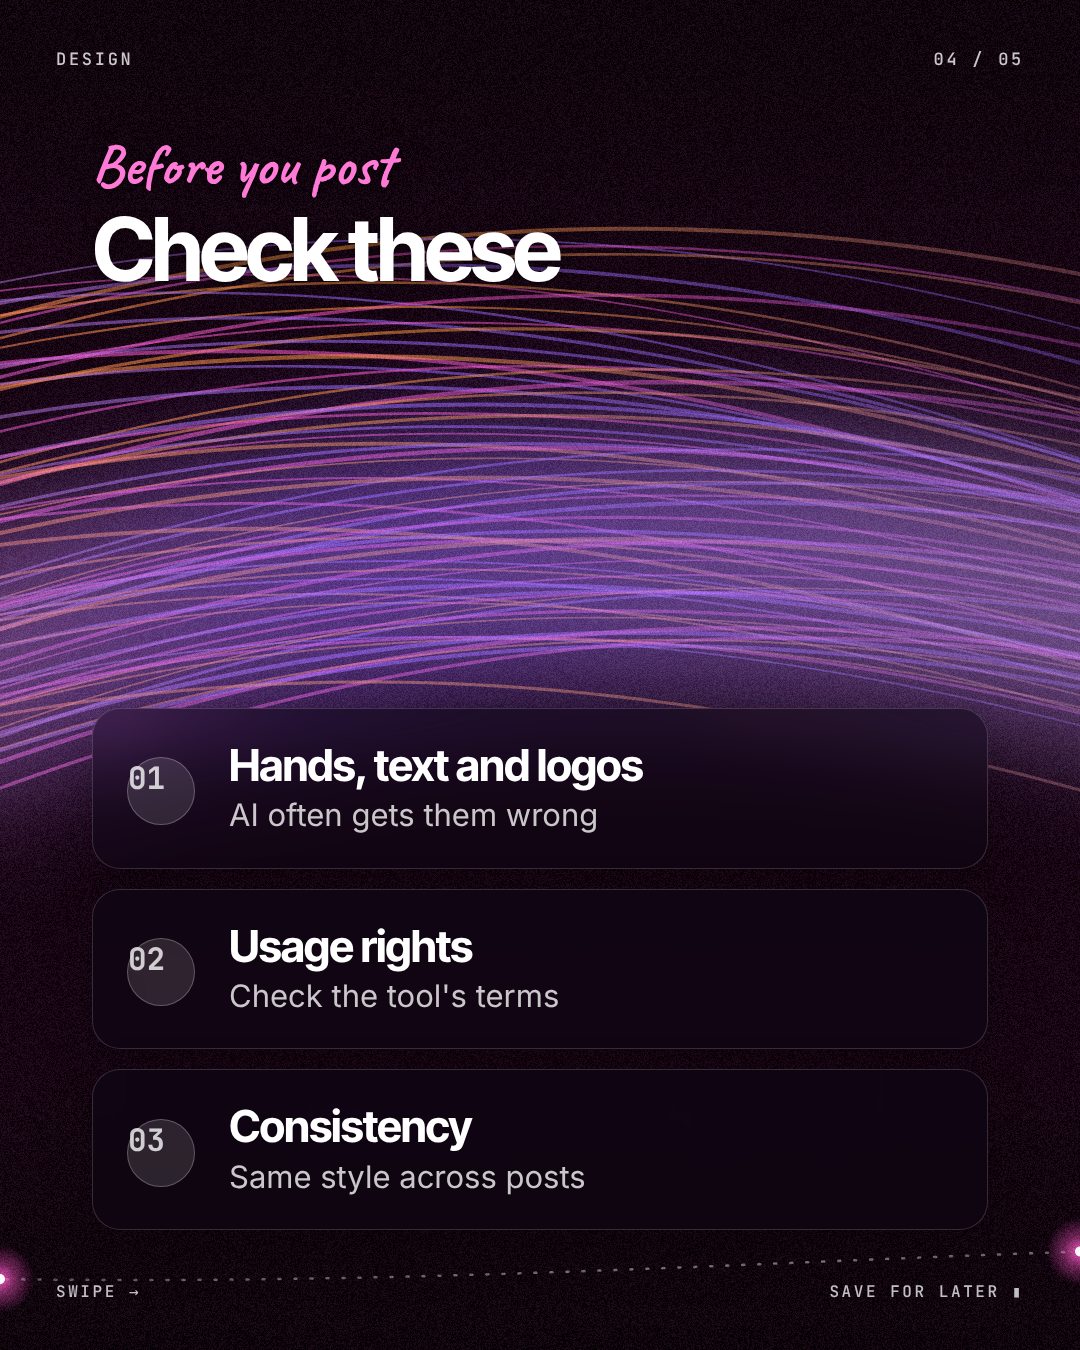 DESIGN
04 / 05
Before you post
Check these
01
Hands, text and logos
AI often gets them wrong
02
Usage rights
Check the tool's terms
03
Consistency
Same style across posts
SWIPE →
SAVE FOR LATER ▮